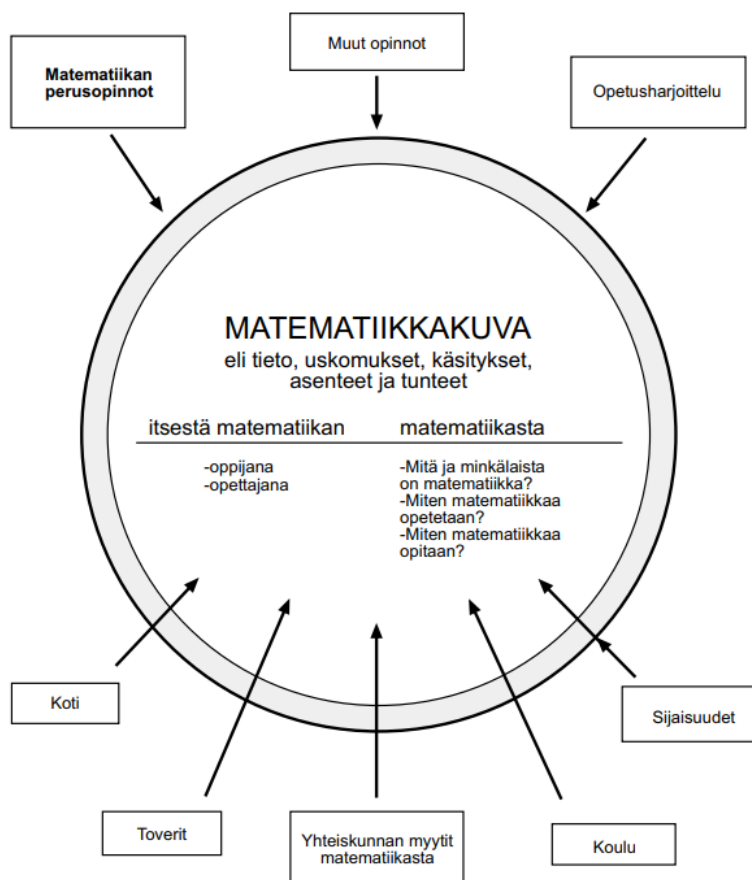 Muut opinnot
Matematiikan
perusopinnot
Opetusharjoittelu
MATEMATIIKKAKUVA
eli tieto, uskomukset, käsitykset,
asenteet ja tunteet
itsestä matematiikan
-oppijana
-opettajana
matematiikasta
-Mitä ja minkälaista
on matematiikka?
-Miten matematiikkaa
opetetaan?
-Miten matematiikkaa
opitaan?
Koti
Sijaisuudet
Toverit
Yhteiskunnan myytit
matematiikasta
Koulu